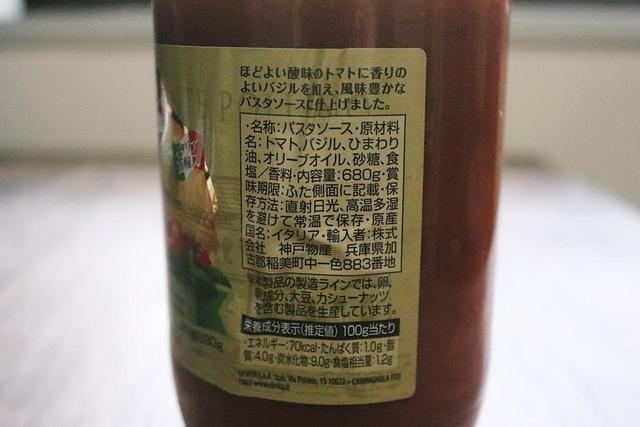 ほどよい酸味のトマトに香りの
よいバジルを加え、風味豊かな
パスタソースに仕上げました。
・名称:パスタソース・原材料
名:トマト、バジル、ひまわり
油、オリーブオイル、砂糖、食
塩/香料・内容量:680g・賞
味期限:ふた側面に記載・保
存方法:直射日光、高温多湿
を避けて常温で保存・原産
国名:イタリア・輸入者:株式
会社 神戸物産 兵庫県加
古郡稲美町中一色883番地
本製品の製造ラインでは、卵、
乳成分、大豆、カシューナッツ
を含む製品を生産しています。
栄養成分表示(推定値) 100g当たり
・エネルギー:70kcal・たんぱく質:1.0g・脂
質:4.0g・炭水化物:9.0g・食塩相当量:1.2g